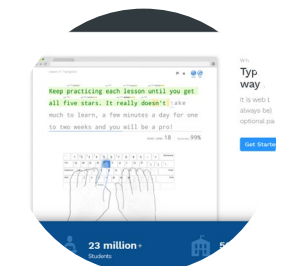 Keep practicing each lesson until you get
all five stars. It really doesn't take
much to learn, a few minutes a day for one
to two weeks and you will be a pro!
18
99%
Typ
way
It is web t
always be)
optional pa
Get Starte
23 million+
Students